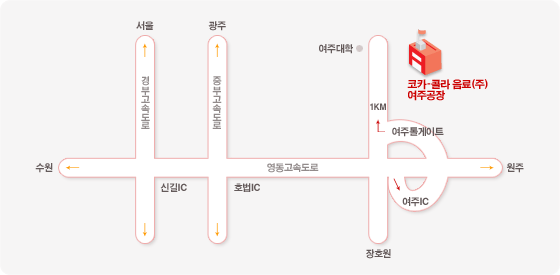 서울
광주
여주대학
코카-콜라 음료(주)
여주공장
경부고속도로
중부고속도로
1KM
여주톨게이트
수원
영동고속도로
원주
신길IC
호법IC
여주IC
장호원